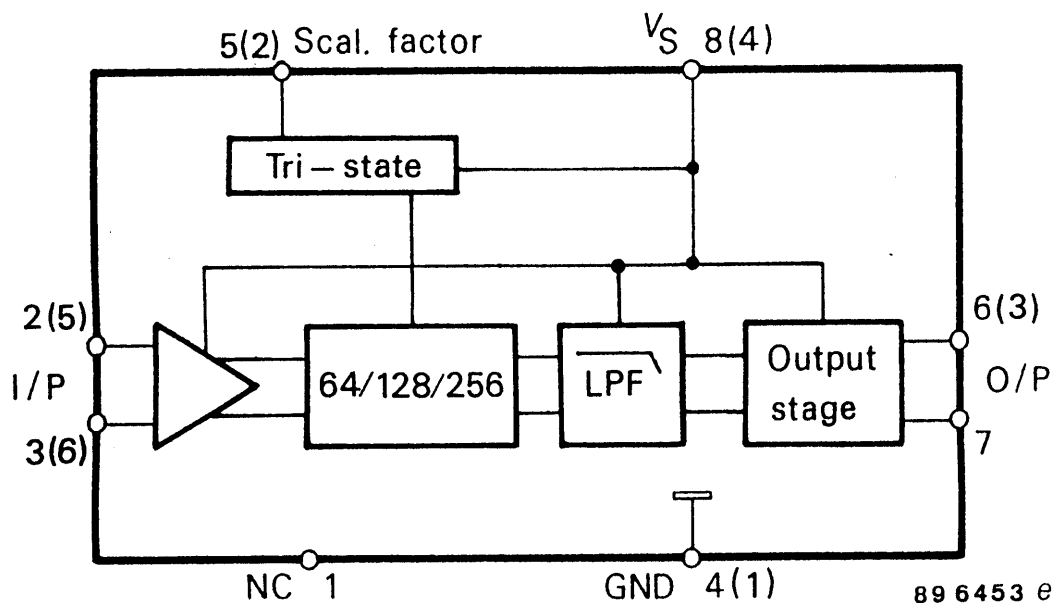 5(2) Scal. factor
VS 8(4)
Tri – state
2(5)
6(3)
I/P
64/128/256
LPF
Output
stage
O/P
3(6)
7
NC 1
GND 4(1)
89 6453 e